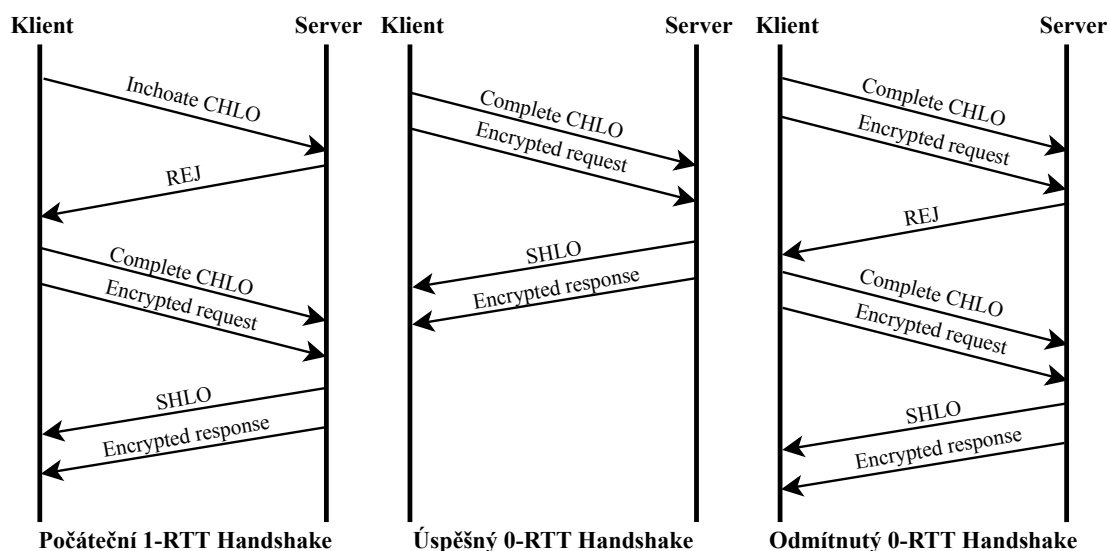 Klient
Server
Inchoate CHLO
REJ
Complete CHLO
Encrypted request
SHLO
Encrypted response
Počáteční 1-RTT Handshake
Klient
Server
Complete CHLO
Encrypted request
SHLO
Encrypted response
Úspěšný 0-RTT Handshake
Klient
Server
Complete CHLO
Encrypted request
REJ
Complete CHLO
Encrypted request
SHLO
Encrypted response
Odmítnutý 0-RTT Handshake